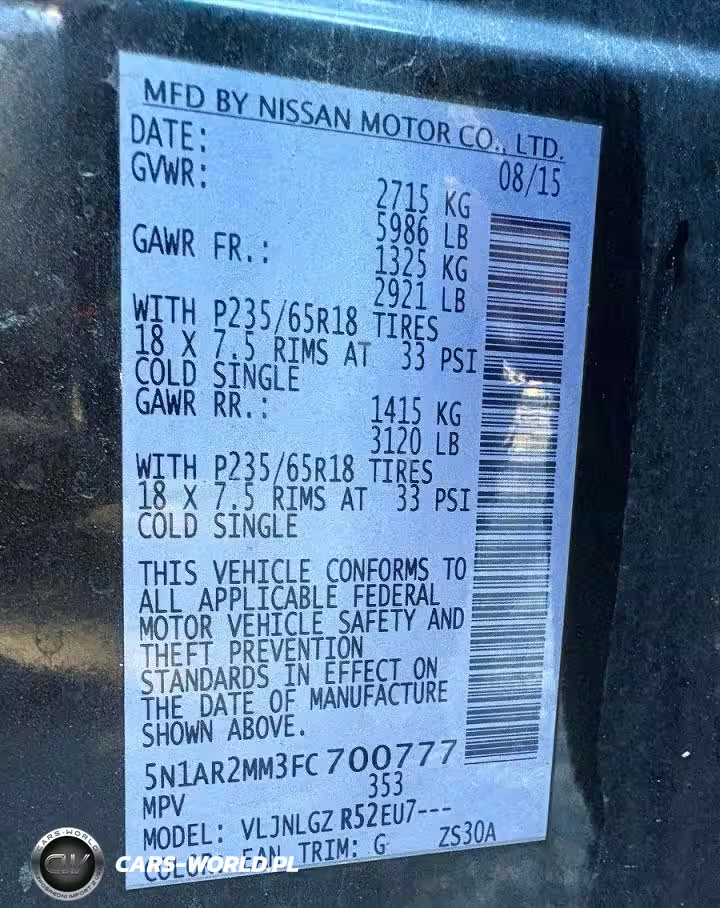 MFD BY NISSAN MOTOR CO., LTD.
DATE: 08/15
GVWR: 2715 KG
5986 LB
GAWR FR.: 1325 KG
2921 LB
WITH P235/65R18 TIRES
18 X 7.5 RIMS AT 33 PSI
COLD SINGLE
GAWR RR.: 1415 KG
3120 LB
WITH P235/65R18 TIRES
18 X 7.5 RIMS AT 33 PSI
COLD SINGLE
THIS VEHICLE CONFORMS TO
ALL APPLICABLE FEDERAL
MOTOR VEHICLE SAFETY AND
THEFT PREVENTION
STANDARDS IN EFFECT ON
THE DATE OF MANUFACTURE
SHOWN ABOVE.
5N1AR2MM3FC700777
MPV 353
MODEL: VLJNLGZ R52EU7---
TRIM: G ZS30A
CARS-WORLD
CW
CARS-WORLD.PL